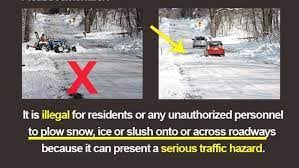 It is illegal for residents or any unauthorized personnel
to plow snow, ice or slush onto or across roadways
because it can present a serious traffic hazard.